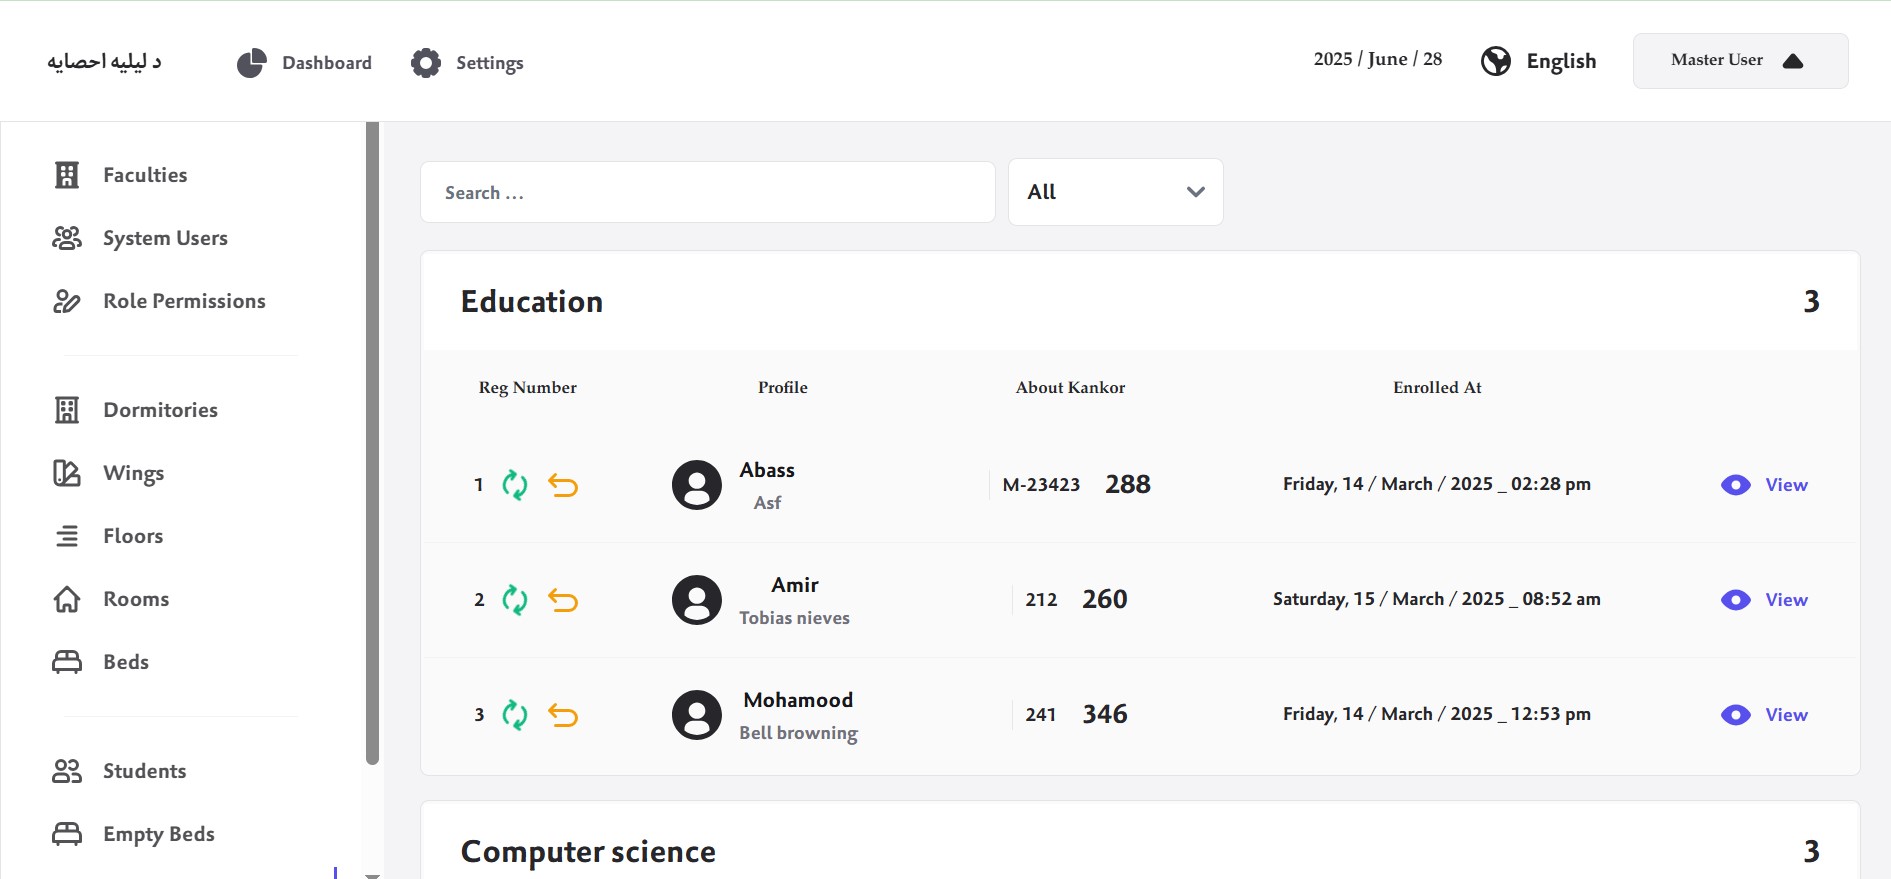 د لیلیه احصایه
Dashboard
Settings
2025 / June / 28
English
Master User
Faculties
System Users
Role Permissions
Dormitories
Wings
Floors
Rooms
Beds
Students
Empty Beds
Search ...
All
Education 3
Reg Number Profile About Kankor Enrolled At
1 Abass M-23423 288 Friday, 14 / March / 2025 _ 02:28 pm View
Asf
2 Amir 212 260 Saturday, 15 / March / 2025 _ 08:52 am View
Tobias nieves
3 Mohamood 241 346 Friday, 14 / March / 2025 _ 12:53 pm View
Bell browning
Computer science 3